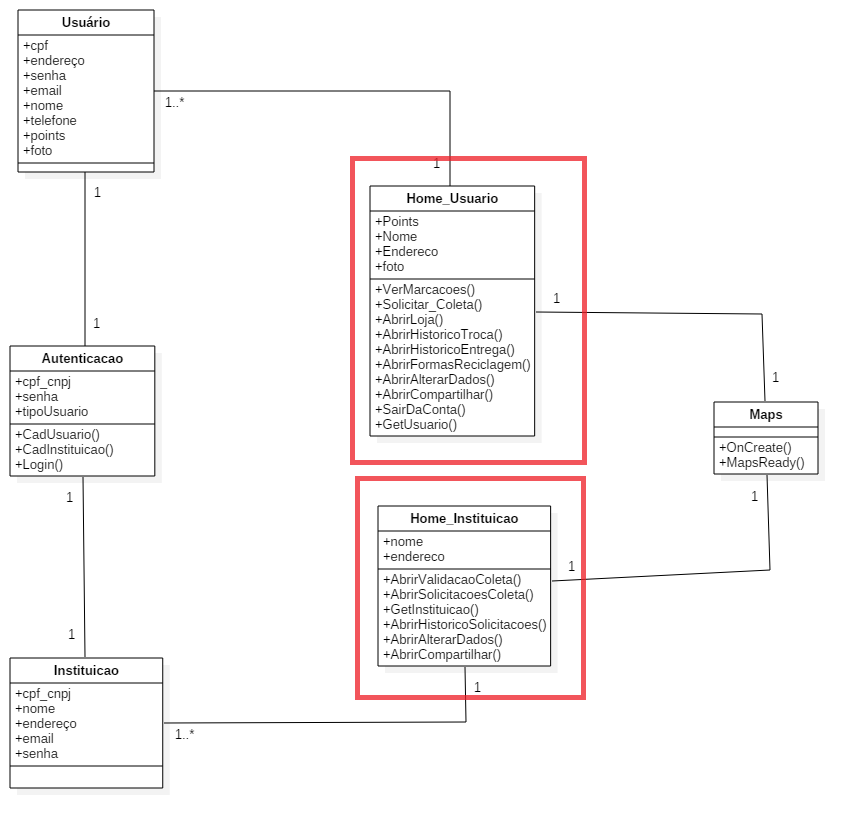 Usuário
+cpf
+endereço
+senha
+email
+nome
+telefone
+points
+foto
1..*
1
1
1
Home_Usuario
+Points
+Nome
+Endereco
+foto
+VerMarcacoes()
+Solicitar_Coleta()
+AbrirLoja()
+AbrirHistoricoTroca()
+AbrirHistoricoEntrega()
+AbrirFormasReciclagem()
+AbrirAlterarDados()
+AbrirCompartilhar()
+SairDaConta()
+GetUsuario()
1
1
Autenticacao
+cpf_cnpj
+senha
+tipoUsuario
+CadUsuario()
+CadInstituicao()
+Login()
1
1
Maps
+OnCreate()
+MapsReady()
1
Home_Instituicao
+nome
+endereco
+AbrirValidacaoColeta()
+AbrirSolicitacoesColeta()
+GetInstituicao()
+AbrirHistoricoSolicitacoes()
+AbrirAlterarDados()
+AbrirCompartilhar()
1
1
Instituicao
+cpf_cnpj
+nome
+endereço
+email
+senha
1..*